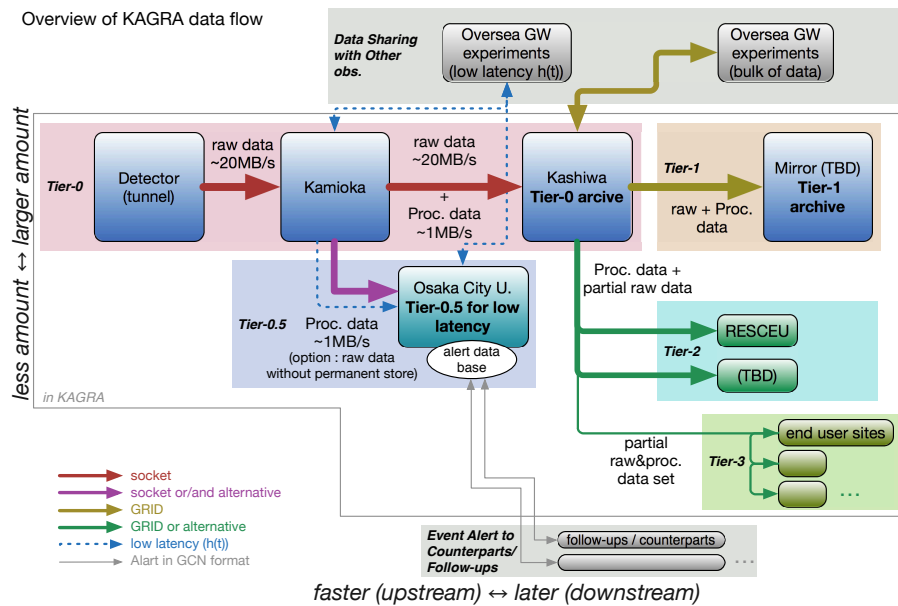 Overview of KAGRA data flow
Data Sharing
with Other
obs.
Oversea GW
experiments
(low latency h(t))
Oversea GW
experiments
(bulk of data)
less amount ↔ larger amount
Tier-0
Detector
(tunnel)
raw data
~20MB/s
Kamioka
raw data
~20MB/s
+
Proc. data
~1MB/s
Kashiwa
Tier-0 arcive
Tier-1
raw + Proc.
data
Mirror (TBD)
Tier-1
archive
Tier-0.5
Proc. data
~1MB/s
(option : raw data
without permanent store)
Osaka City U.
Tier-0.5 for low
latency
alert data
base
Proc. data +
partial raw data
RESCEU
Tier-2
(TBD)
in KAGRA
partial
raw&proc.
data set
Tier-3
end user sites
...
socket
socket or/and alternative
GRID
GRID or alternative
low latency (h(t))
Alart in GCN format
Event Alert to
Counterparts/
Follow-ups
follow-ups / counterparts
...
faster (upstream) ↔ later (downstream)